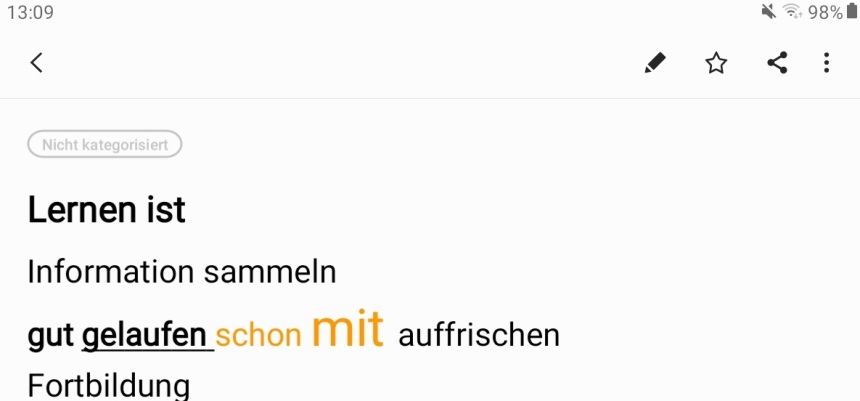 13:09 98%
Nicht kategorisiert
Lernen ist
Information sammeln
gut gelaufen schon mit auffrischen
Fortbildung